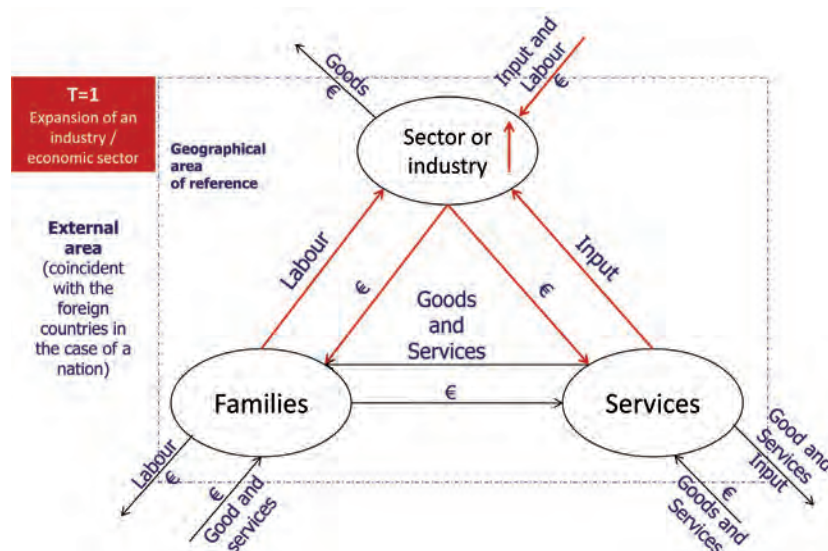 Goods
€
Input and
Labour
€
T=1
Expansion of an
industry /
economic sector
Sector or
industry
Geographical
area
of reference
External
area
(coincident
with the
foreign
countries in
the case of a
nation)
Labour
€
Goods
and
Services
€
Input
€
Families
Services
Labour
€
€
Good and
services
Good and
Services
Input
€
Goods and
Services